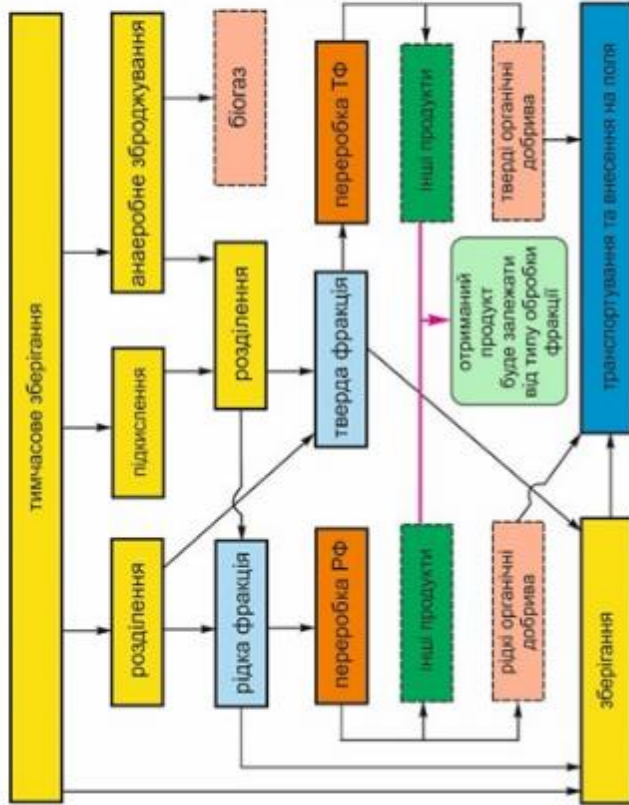 тимчасове зберігання
розділення
підкислення
анаеробне зброджування
рідка фракція
розділення
біогаз
переробка РФ
тверда фракція
переробка ТФ
інші продукти
інші продукти
отриманий
продукт
буде залежати
від типу обробки
фракції
рідкі органічні
добрива
тверді органічні
добрива
зберігання
транспортування та внесення на поля